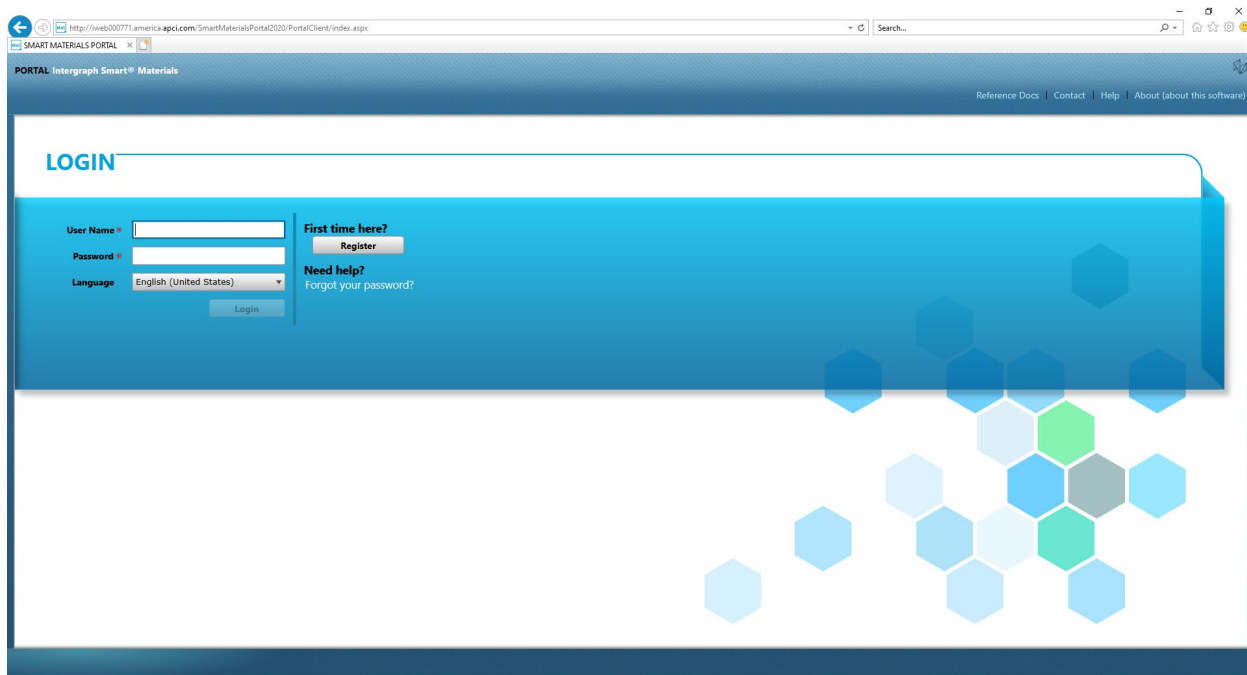 http://iweb000771.america.apci.com/SmartMaterialsPortal2020/PortalClient/index.aspx
Search...
SMART MATERIALS PORTAL
PORTAL Intergraph Smart® Materials
Reference Docs | Contact | Help | About (about this software)
LOGIN
User Name *
Password *
Language English (United States)
Login
First time here?
Register
Need help?
Forgot your password?